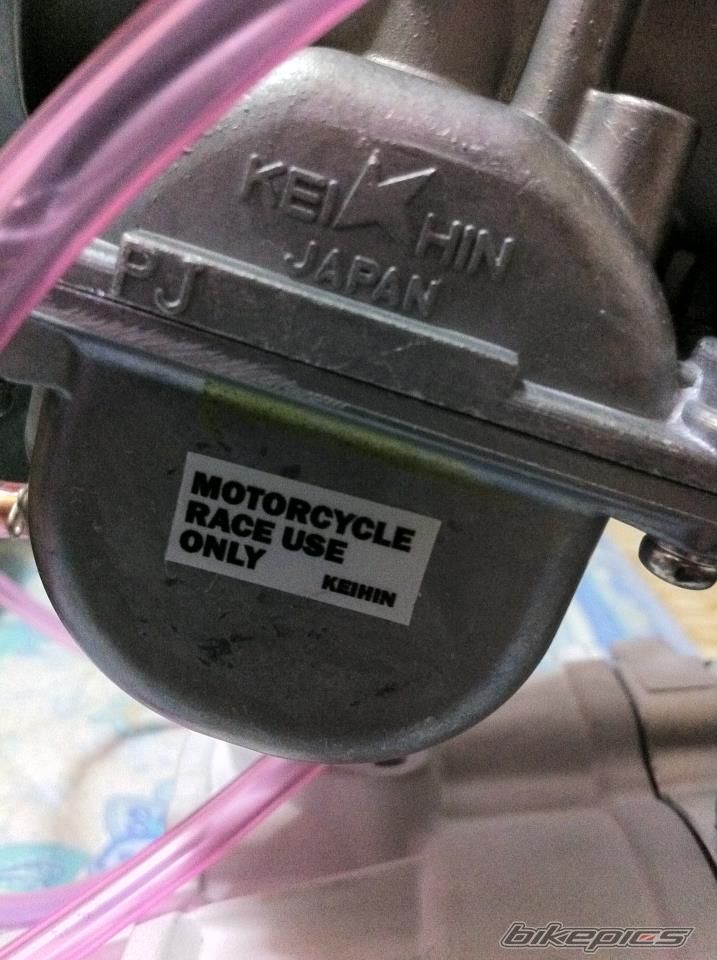 KEIHIN
JAPAN
PJ
MOTORCYCLE
RACE USE
ONLY
KEIHIN
bikepics